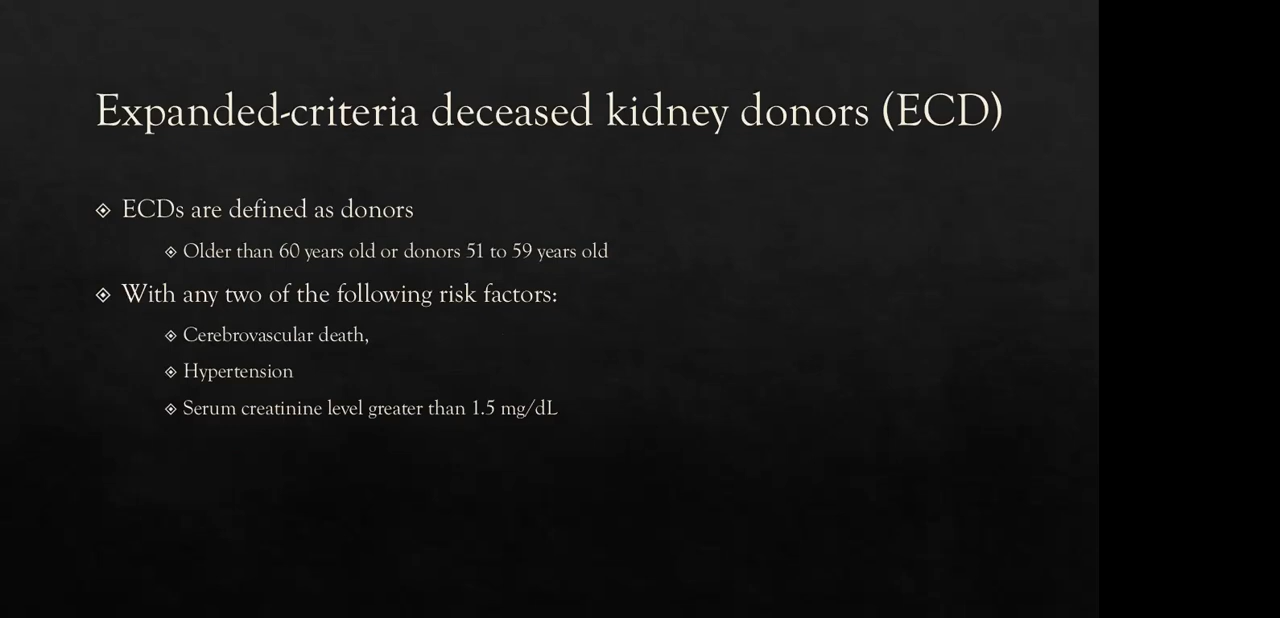 Expanded-criteria deceased kidney donors (ECD)
ECDs are defined as donors
Older than 60 years old or donors 51 to 59 years old
With any two of the following risk factors:
Cerebrovascular death,
Hypertension
Serum creatinine level greater than 1.5 mg/dL